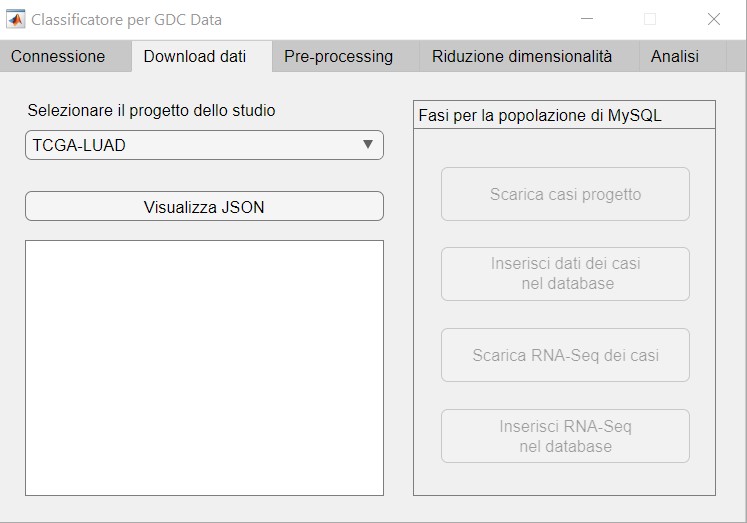 Classificatore per GDC Data
Connessione
Download dati
Pre-processing
Riduzione dimensionalità
Analisi
Selezionare il progetto dello studio
TCGA-LUAD
Visualizza JSON
Fasi per la popolazione di MySQL
Scarica casi progetto
Inserisci dati dei casi
nel database
Scarica RNA-Seq dei casi
Inserisci RNA-Seq
nel database